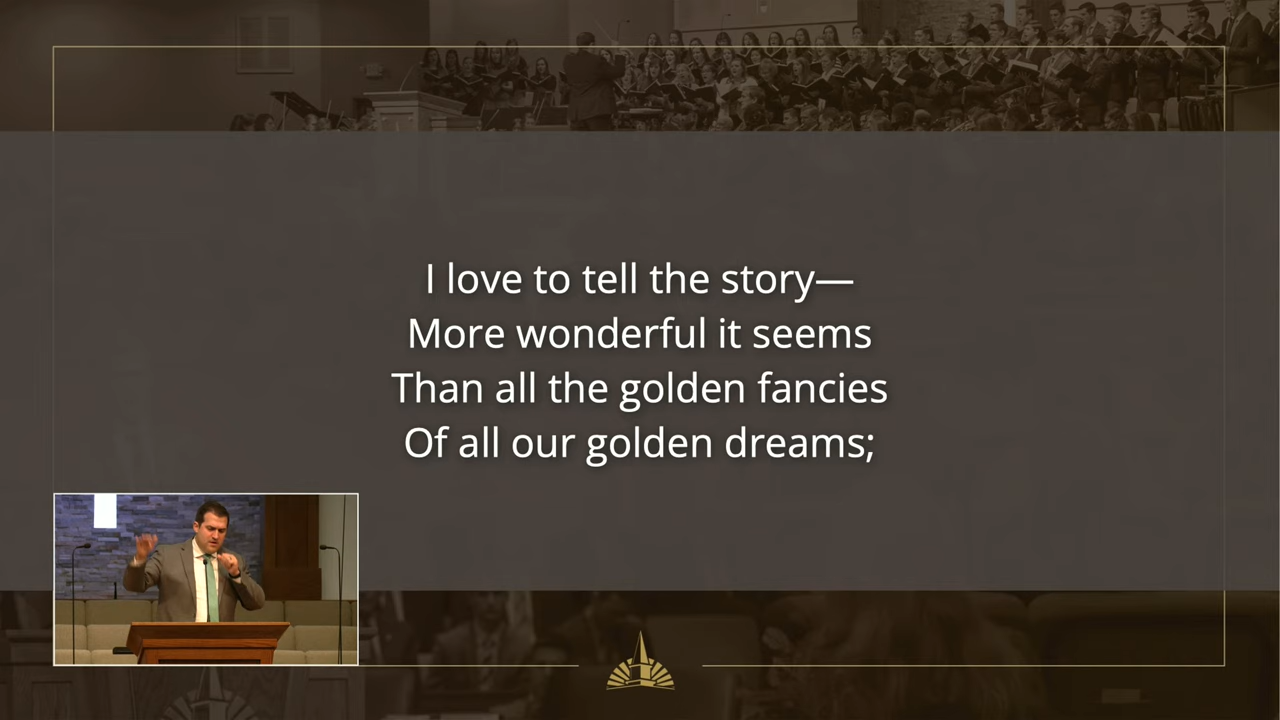 I love to tell the story—
More wonderful it seems
Than all the golden fancies
Of all our golden dreams;